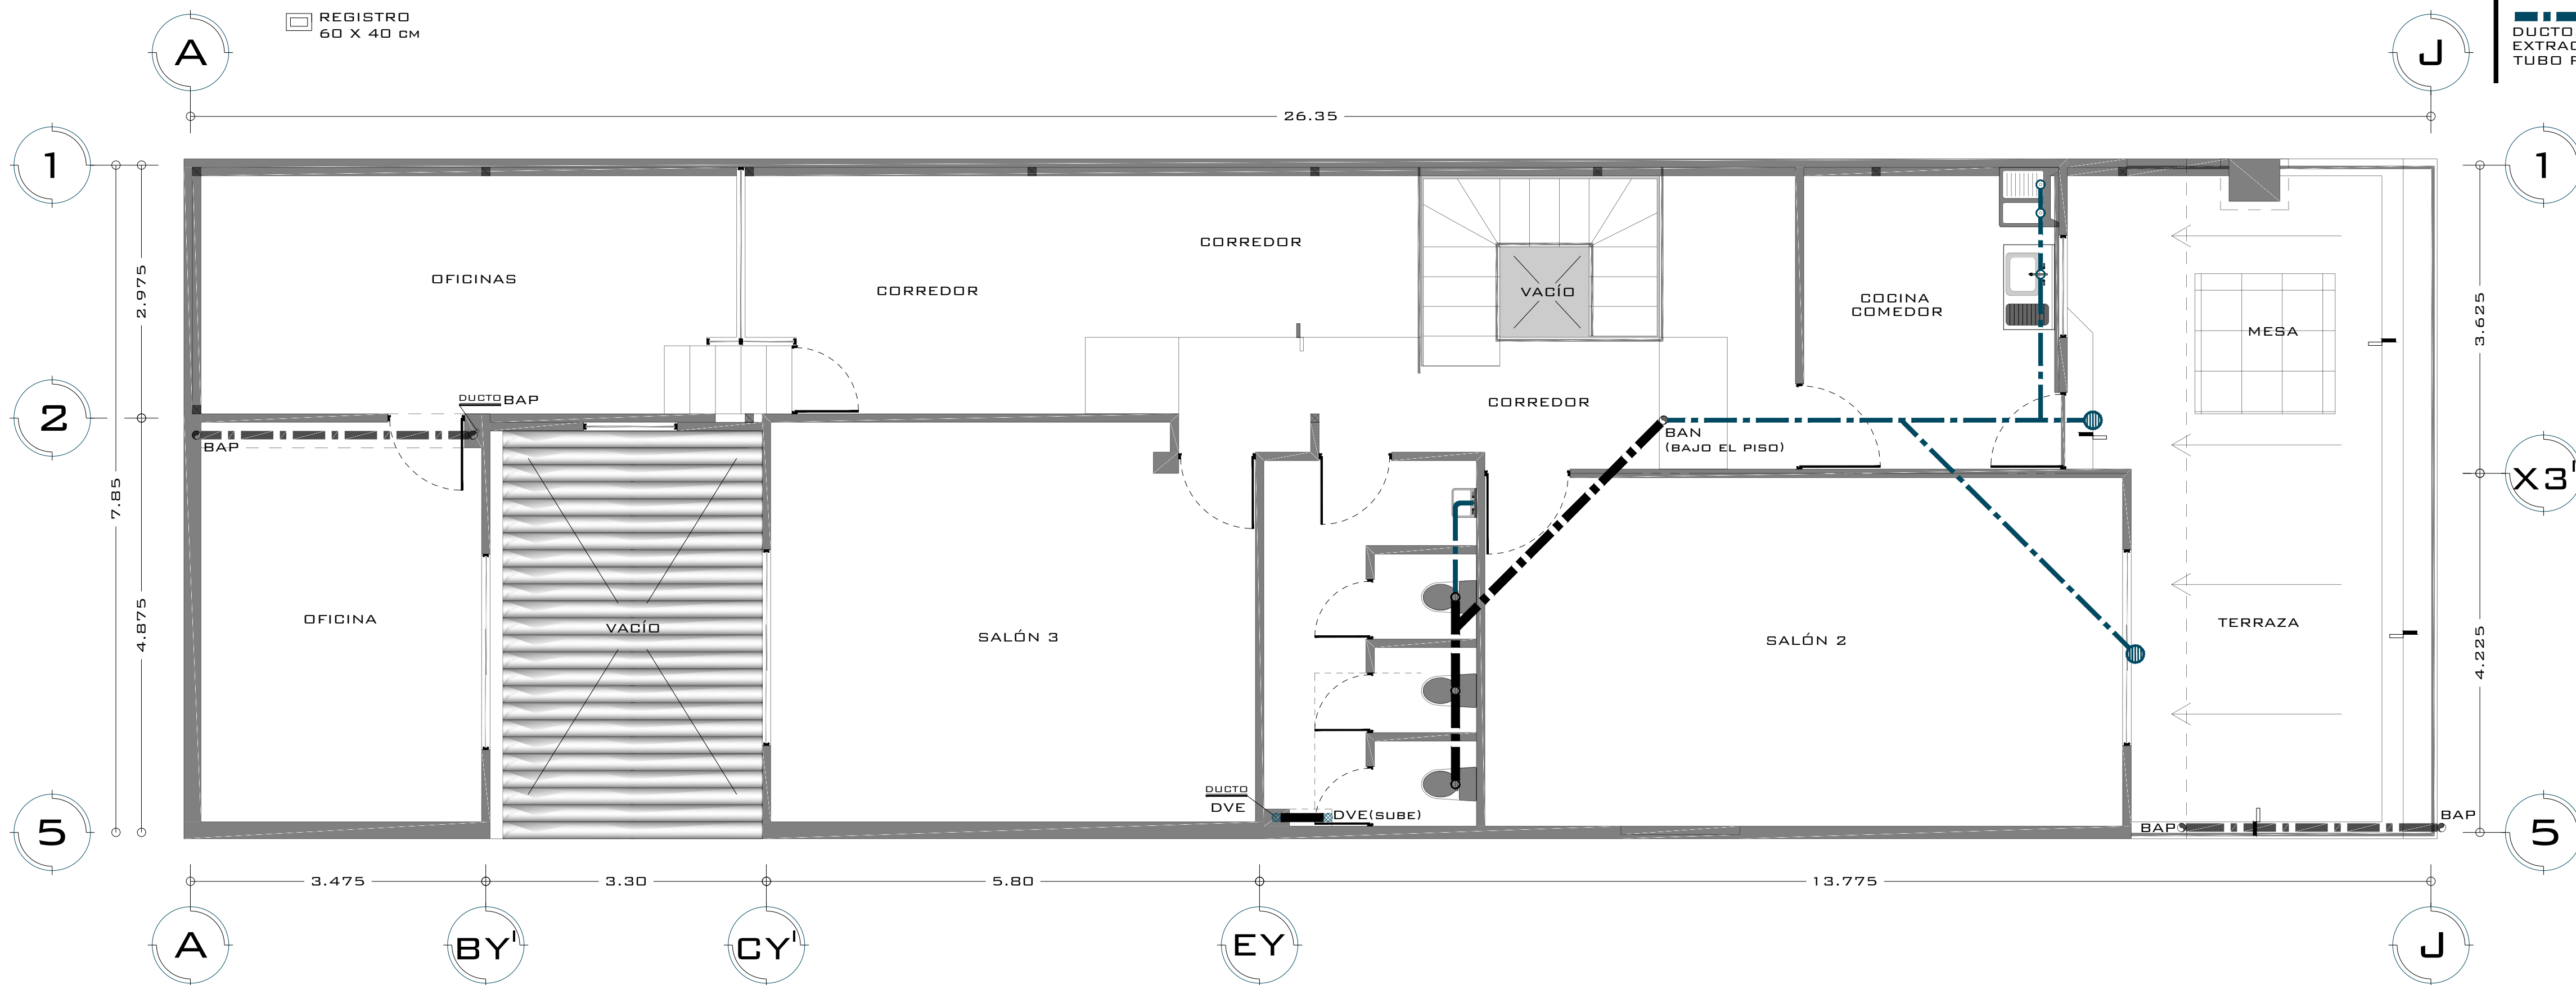 REGISTRO
60 X 40 CM
A
J
DUCTO
26.35
1
1
2.975
3.625
7.85
OFICINAS
CORREDOR
CORREDOR
VACÍO
COCINA
COMEDOR
MESA
2
DUCTO BAP
BAP
CORREDOR
BAN
(BAJO EL PISO)
X3'
4.875
4.225
OFICINA
VACÍO
SALÓN 3
SALÓN 2
TERRAZA
DUCTO
DVE
DVE(SUBE)
BAP
BAP
5
5
3.475
3.30
5.80
13.775
A
BY'
CY'
EY
J